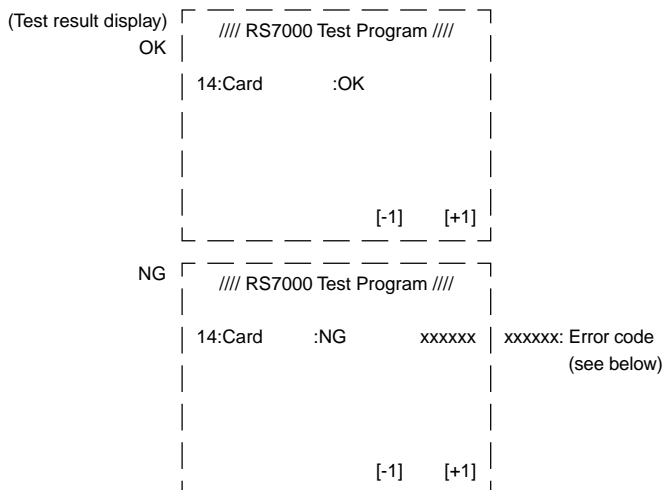 (Test result display)
OK
//// RS7000 Test Program ////
14:Card :OK
[-1] [+1]
NG
//// RS7000 Test Program ////
14:Card :NG xxxxxx xxxxxx: Error code
(see below)
[-1] [+1]